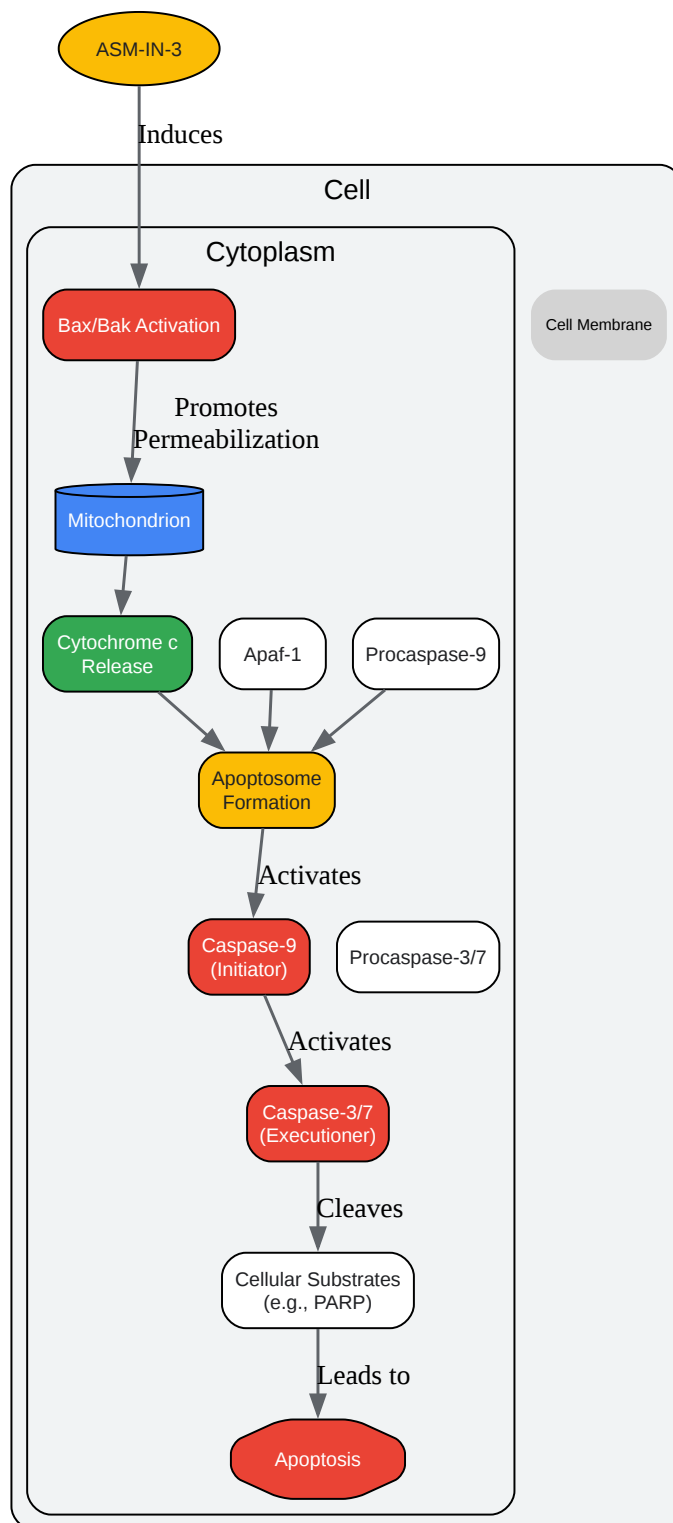 ASM-IN-3
Induces
Cell
Cytoplasm
Bax/Bak Activation
Cell Membrane
Promotes
Permeabilization
Mitochondrion
Cytochrome c
Release
Apaf-1
Procaspase-9
Apoptosome
Formation
Activates
Caspase-9
(Initiator)
Procaspase-3/7
Activates
Caspase-3/7
(Executioner)
Cleaves
Cellular Substrates
(e.g., PARP)
Leads to
Apoptosis